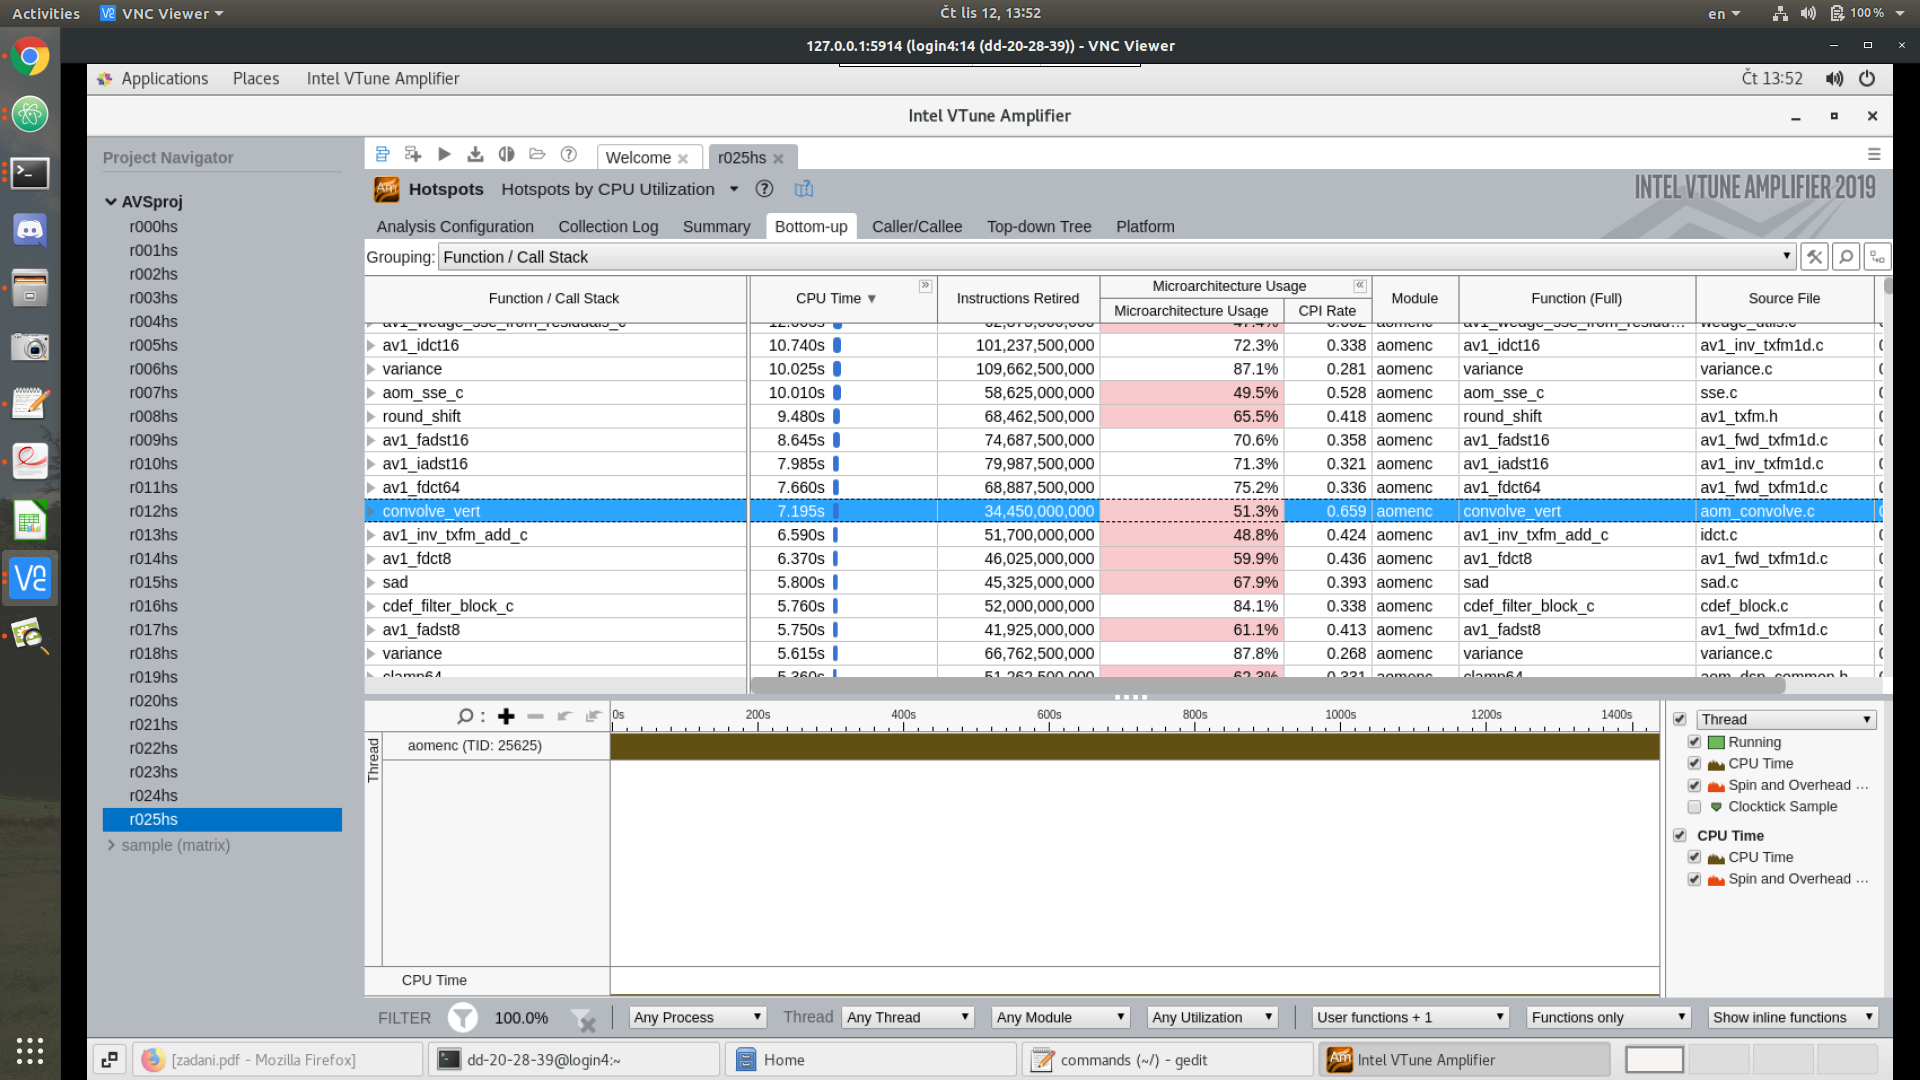 Activities VNC Viewer Čt lis 12, 13:52 en 100%
127.0.0.1:5914 (login4:14 (dd-20-28-39)) - VNC Viewer
Applications Places Intel VTune Amplifier Čt 13:52
Intel VTune Amplifier
Project Navigator
AVSproj
r000hs
r001hs
r002hs
r003hs
r004hs
r005hs
r006hs
r007hs
r008hs
r009hs
r010hs
r011hs
r012hs
r013hs
r014hs
r015hs
r016hs
r017hs
r018hs
r019hs
r020hs
r021hs
r022hs
r023hs
r024hs
r025hs
sample (matrix)
Welcome r025hs
Hotspots Hotspots by CPU Utilization INTEL VTUNE AMPLIFIER 2019
Analysis Configuration Collection Log Summary Bottom-up Caller/Callee Top-down Tree Platform
Grouping: Function / Call Stack
Function / Call Stack CPU Time Instructions Retired Microarchitecture Usage Module Function (Full) Source File
Microarchitecture Usage CPI Rate
av1_idct16 10.740s 101,237,500,000 72.3% 0.338 aomenc av1_idct16 av1_inv_txfm1d.c
variance 10.025s 109,662,500,000 87.1% 0.281 aomenc variance variance.c
aom_sse_c 10.010s 58,625,000,000 49.5% 0.528 aomenc aom_sse_c sse.c
round_shift 9.480s 68,462,500,000 65.5% 0.418 aomenc round_shift av1_txfm.h
av1_fadst16 8.645s 74,687,500,000 70.6% 0.358 aomenc av1_fadst16 av1_fwd_txfm1d.c
av1_iadst16 7.985s 79,987,500,000 71.3% 0.321 aomenc av1_iadst16 av1_inv_txfm1d.c
av1_fdct64 7.660s 68,887,500,000 75.2% 0.336 aomenc av1_fdct64 av1_fwd_txfm1d.c
convolve_vert 7.195s 34,450,000,000 51.3% 0.659 aomenc convolve_vert aom_convolve.c
av1_inv_txfm_add_c 6.590s 51,700,000,000 48.8% 0.424 aomenc av1_inv_txfm_add_c idct.c
av1_fdct8 6.370s 46,025,000,000 59.9% 0.436 aomenc av1_fdct8 av1_fwd_txfm1d.c
sad 5.800s 45,325,000,000 67.9% 0.393 aomenc sad sad.c
cdef_filter_block_c 5.760s 52,000,000,000 84.1% 0.338 aomenc cdef_filter_block_c cdef_block.c
av1_fadst8 5.750s 41,925,000,000 61.1% 0.413 aomenc av1_fadst8 av1_fwd_txfm1d.c
variance 5.615s 66,762,500,000 87.8% 0.268 aomenc variance variance.c
0s 200s 400s 600s 800s 1000s 1200s 1400s
Thread
aomenc (TID: 25625)
CPU Time
Thread
Running
CPU Time
Spin and Overhead ...
Clocktick Sample
CPU Time
CPU Time
Spin and Overhead ...
FILTER 100.0% Any Process Thread Any Thread Any Module Any Utilization User functions + 1 Functions only Show inline functions
[zadani.pdf - Mozilla Firefox] dd-20-28-39@login4:~ Home commands (~/) - gedit Intel VTune Amplifier